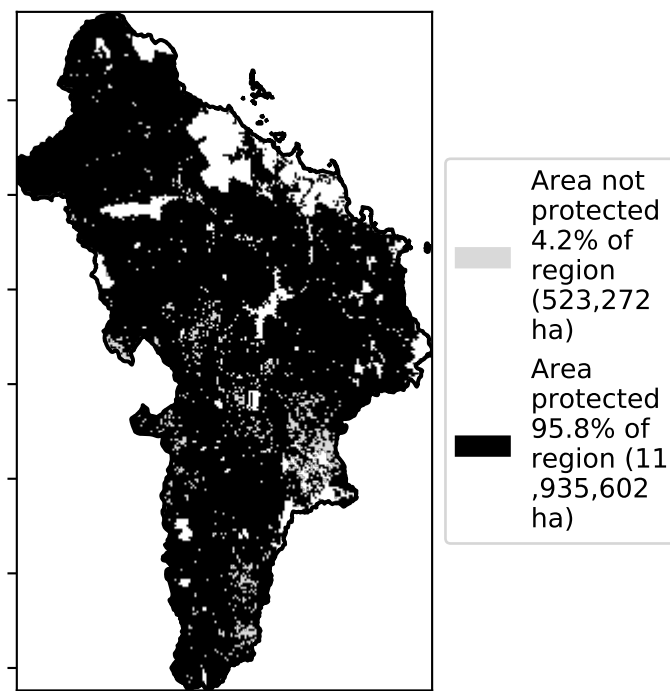 Area not
protected
4.2% of
region
(523,272
ha)
Area
protected
95.8% of
region (11
,935,602
ha)